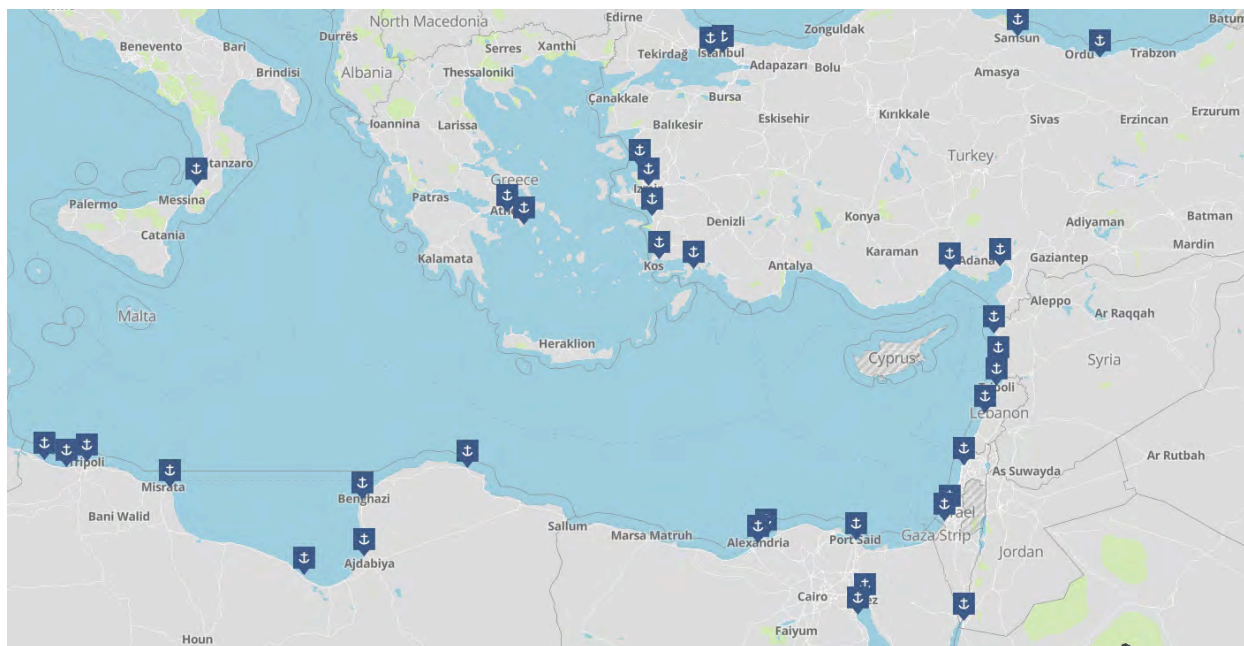 North Macedonia
Edirne
Durrës
Benevento
Bari
Serres
Xanthi
Tekirdağ
Istanbul
Zonguldak
Samsun
Ordu
Trabzon
Batum
Brindisi
Albania
Thessaloniki
Adapazarı
Bolu
Amasya
Çanakkale
Bursa
Ioannina
Larissa
Balıkesir
Eskisehir
Kırıkkale
Sivas
Erzincan
Erzurum
Turkey
tanzaro
Greece
Palermo
Messina
Patras
Denizli
Konya
Adiyaman
Batman
Catania
Kalamata
Kos
Antalya
Karaman
Adana
Gaziantep
Mardin
Malta
Aleppo
Ar Raqqah
Heraklion
Cyprus
Syria
Tripoli
Lebanon
Tripoli
As Suwayda
Ar Rutbah
Misrata
Benghazi
Bani Walid
Sallum
Marsa Matruh
Alexandria
Port Said
Gaza Strip
Ajdabiya
Jordan
Cairo
Faiyum
Houn